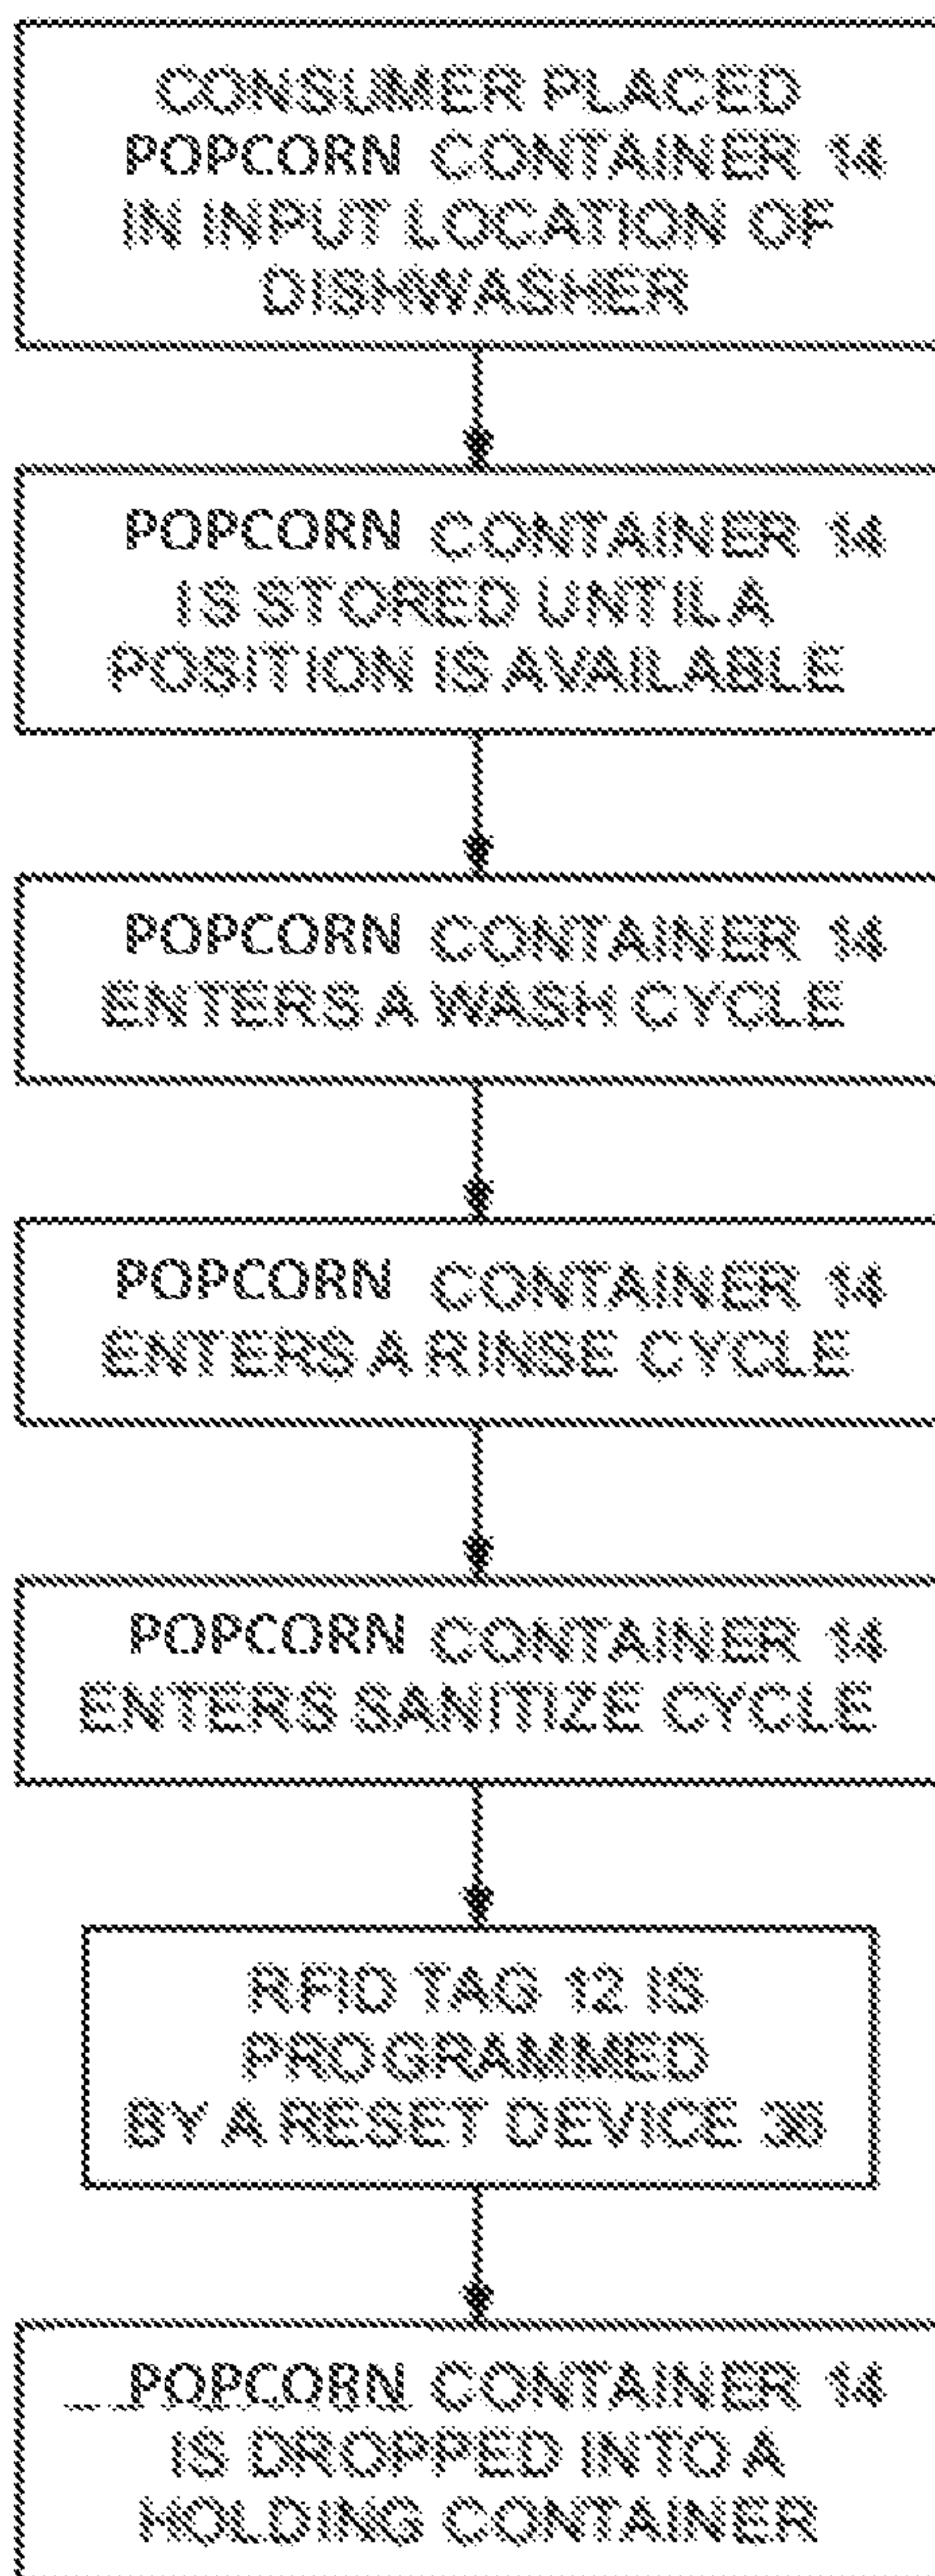 CONSUMER PLACED
POPCORN CONTAINER 14
IN INPUT LOCATION OF
DISHWASHER
POPCORN CONTAINER 14
IS STORED UNTIL A
POSITION IS AVAILABLE
POPCORN CONTAINER 14
ENTERS A WASH CYCLE
POPCORN CONTAINER 14
ENTERS A RINSE CYCLE
POPCORN CONTAINER 14
ENTERS SANITIZE CYCLE
RFID TAG 12 IS
PROGRAMMED
BY A RESET DEVICE
POPCORN CONTAINER 14
IS DROPPED INTO A
HOLDING CONTAINER